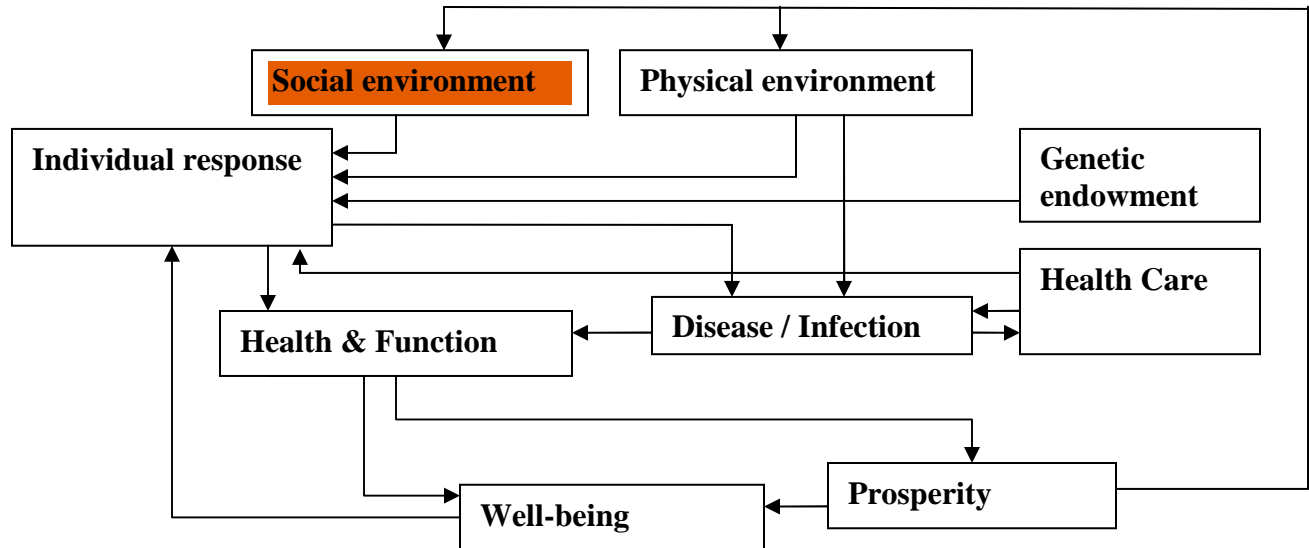 Social environment
Physical environment
Individual response
Genetic
endowment
Health Care
Disease / Infection
Health & Function
Prosperity
Well-being